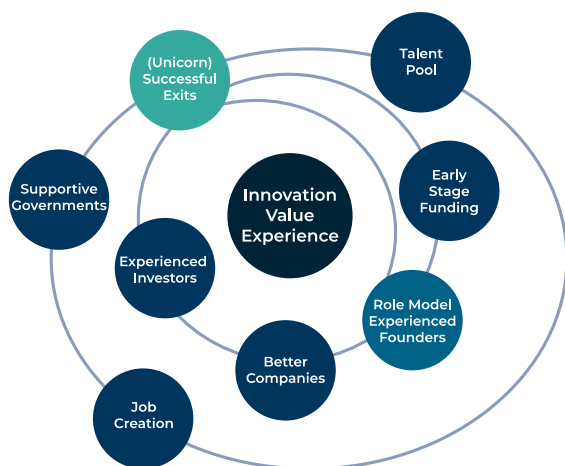 (Unicorn)
Successful
Exits
Talent
Pool
Supportive
Governments
Early
Stage
Funding
Innovation
Value
Experience
Experienced
Investors
Role Model
Experienced
Founders
Better
Companies
Job
Creation